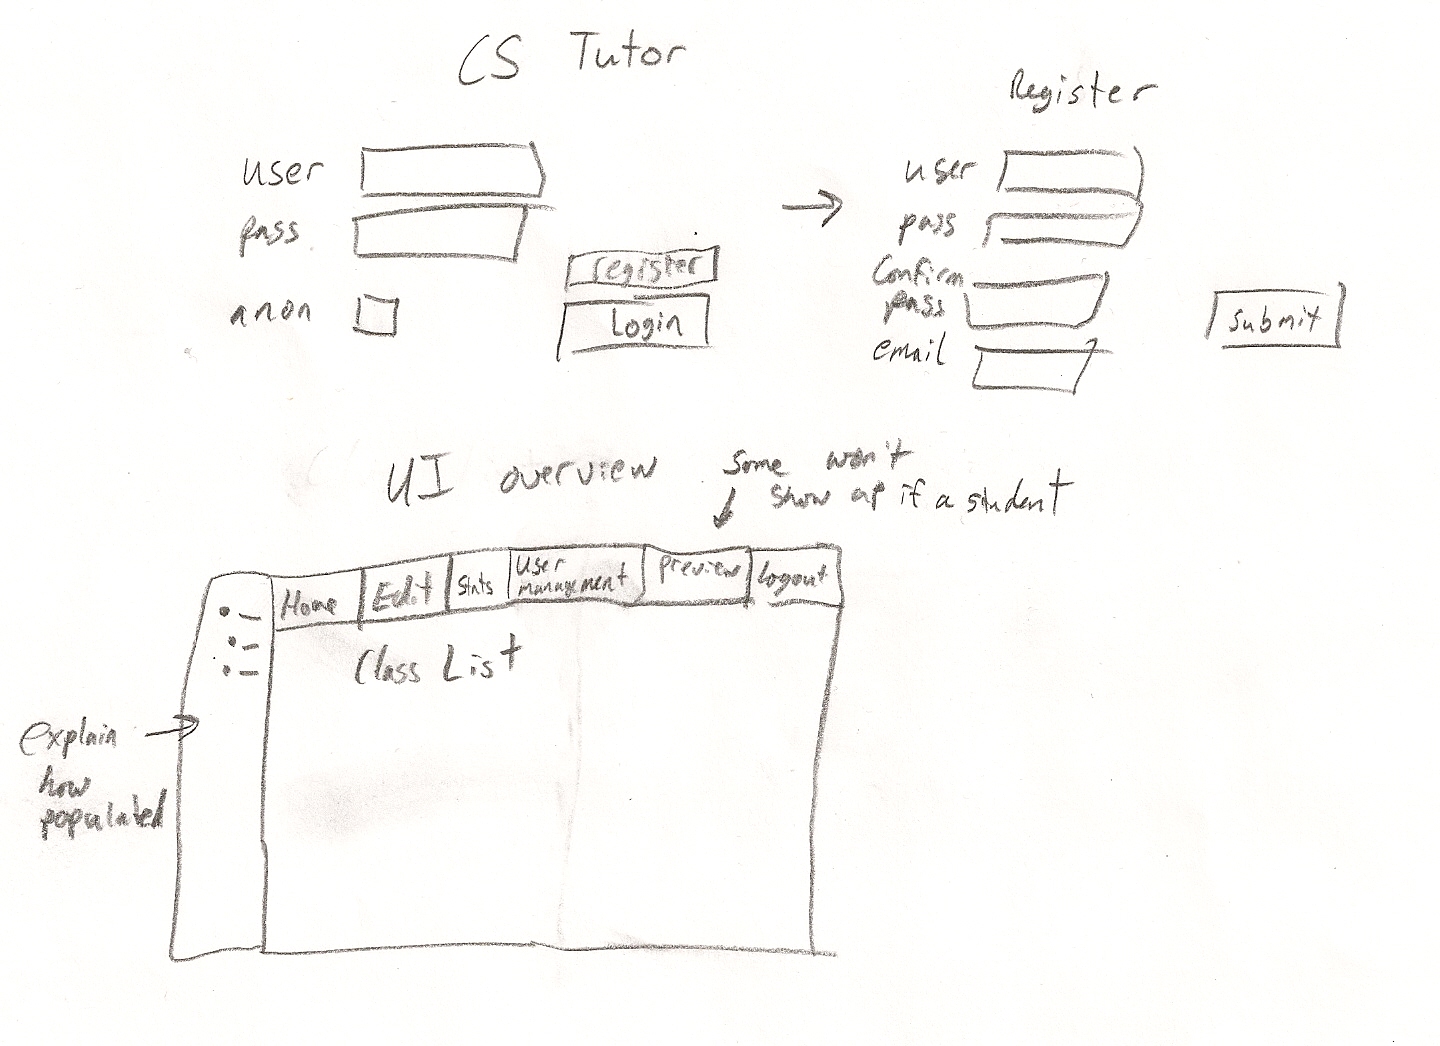 CS Tutor
user
pass
anon
register
Login
Register
user
pass
Confirm
pass
email
Submit
UI overview
Some won't
show up if a student
Home
Edit
Stats
User
management
Preview
Logout
Class List
explain
how
populated